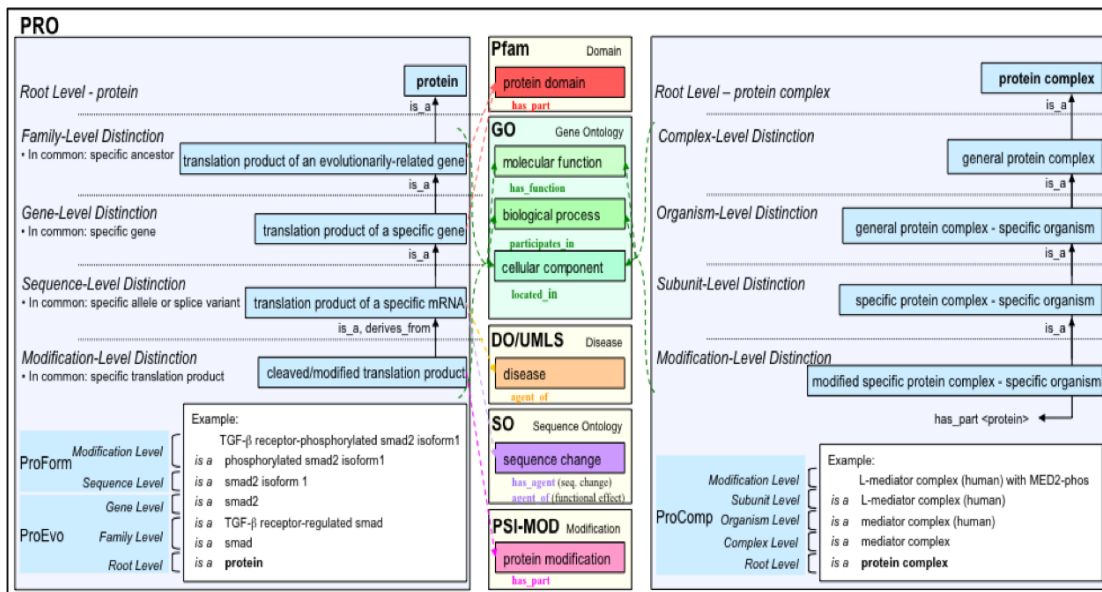 PRO
Root Level - protein
protein
is_a
Family-Level Distinction
• In common: specific ancestor
translation product of an evolutionarily-related gene
is_a
Gene-Level Distinction
• In common: specific gene
translation product of a specific gene
is_a
Sequence-Level Distinction
• In common: specific allele or splice variant
translation product of a specific mRNA
is_a, derives_from
Modification-Level Distinction
• In common: specific translation product
cleaved/modified translation product
ProForm
ProEvo
Modification Level
Sequence Level
Gene Level
Family Level
Root Level
Example:
TGF-β receptor-phosphorylated smad2 isoform1
is a phosphorylated smad2 isoform1
is a smad2 isoform 1
is a smad2
is a TGF-β receptor-regulated smad
is a smad
is a protein
Pfam Domain
protein domain
has_part
GO Gene Ontology
molecular function
has_function
biological process
participates_in
cellular component
located_in
DO/UMLS Disease
disease
agent_of
SO Sequence Ontology
sequence change
has_agent (seq. change)
agent_of (functional effect)
PSI-MOD Modification
protein modification
has_part
Root Level – protein complex
protein complex
is_a
Complex-Level Distinction
general protein complex
is_a
Organism-Level Distinction
general protein complex - specific organism
is_a
Subunit-Level Distinction
specific protein complex - specific organism
is_a
Modification-Level Distinction
modified specific protein complex - specific organism
has_part <protein>
ProComp
Modification Level
Subunit Level
Organism Level
Complex Level
Root Level
Example:
L-mediator complex (human) with MED2-phos
is a L-mediator complex (human)
is a mediator complex (human)
is a mediator complex
is a protein complex